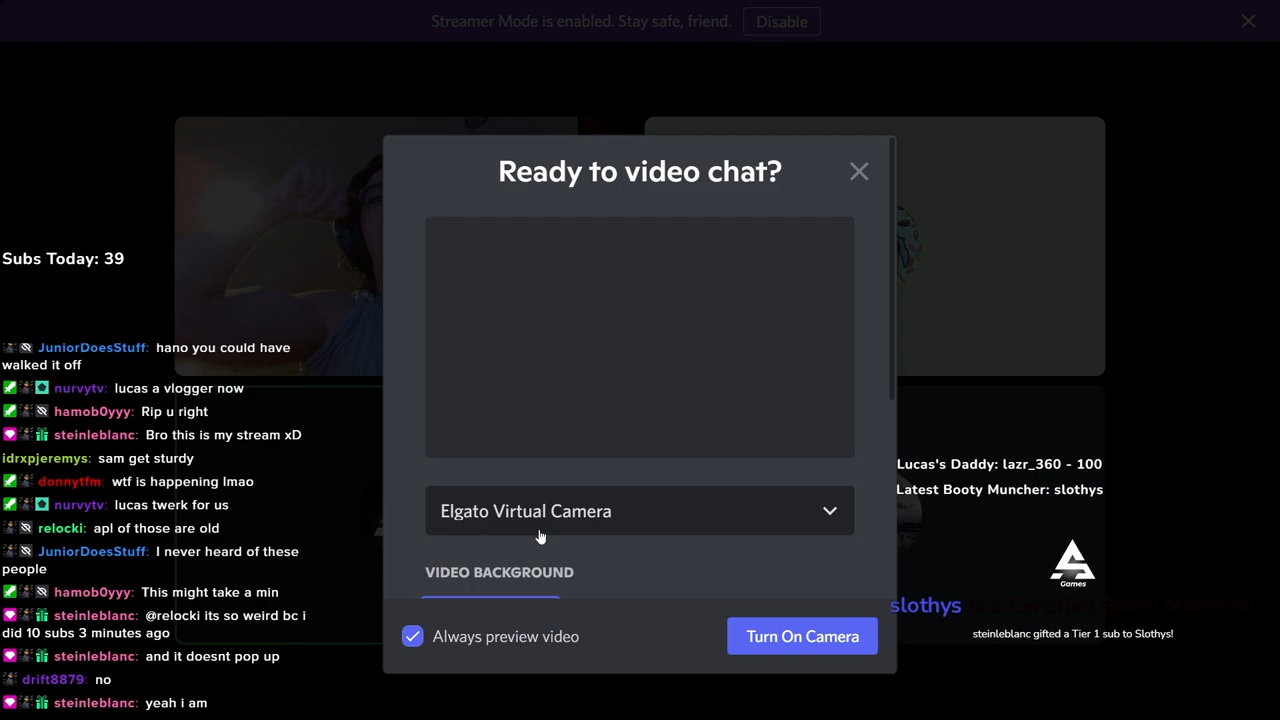 Streamer Mode is enabled. Stay safe, friend. Disable
Ready to video chat?
Subs Today: 39
JuniorDoesStuff: hano you could have
walked it off
nurvytv: lucas a vlogger now
hamob0yyy: Rip u right
steinleblanc: Bro this is my stream xD
idrxpjeremys: sam get sturdy
donnytfm: wtf is happening lmao
nurvytv: lucas twerk for us
relocki: apl of those are old
JuniorDoesStuff: I never heard of these
people
hamob0yyy: This might take a min
steinleblanc: @relocki its so weird bc i
did 10 subs 3 minutes ago
steinleblanc: and it doesnt pop up
drift8879: no
steinleblanc: yeah i am
Elgato Virtual Camera
VIDEO BACKGROUND
Always preview video
Turn On Camera
Lucas's Daddy: lazr_360 - 100
Latest Booty Muncher: slothys
Games
slothys is a Certified Booty Muncher!
steinleblanc gifted a Tier 1 sub to Slothys!